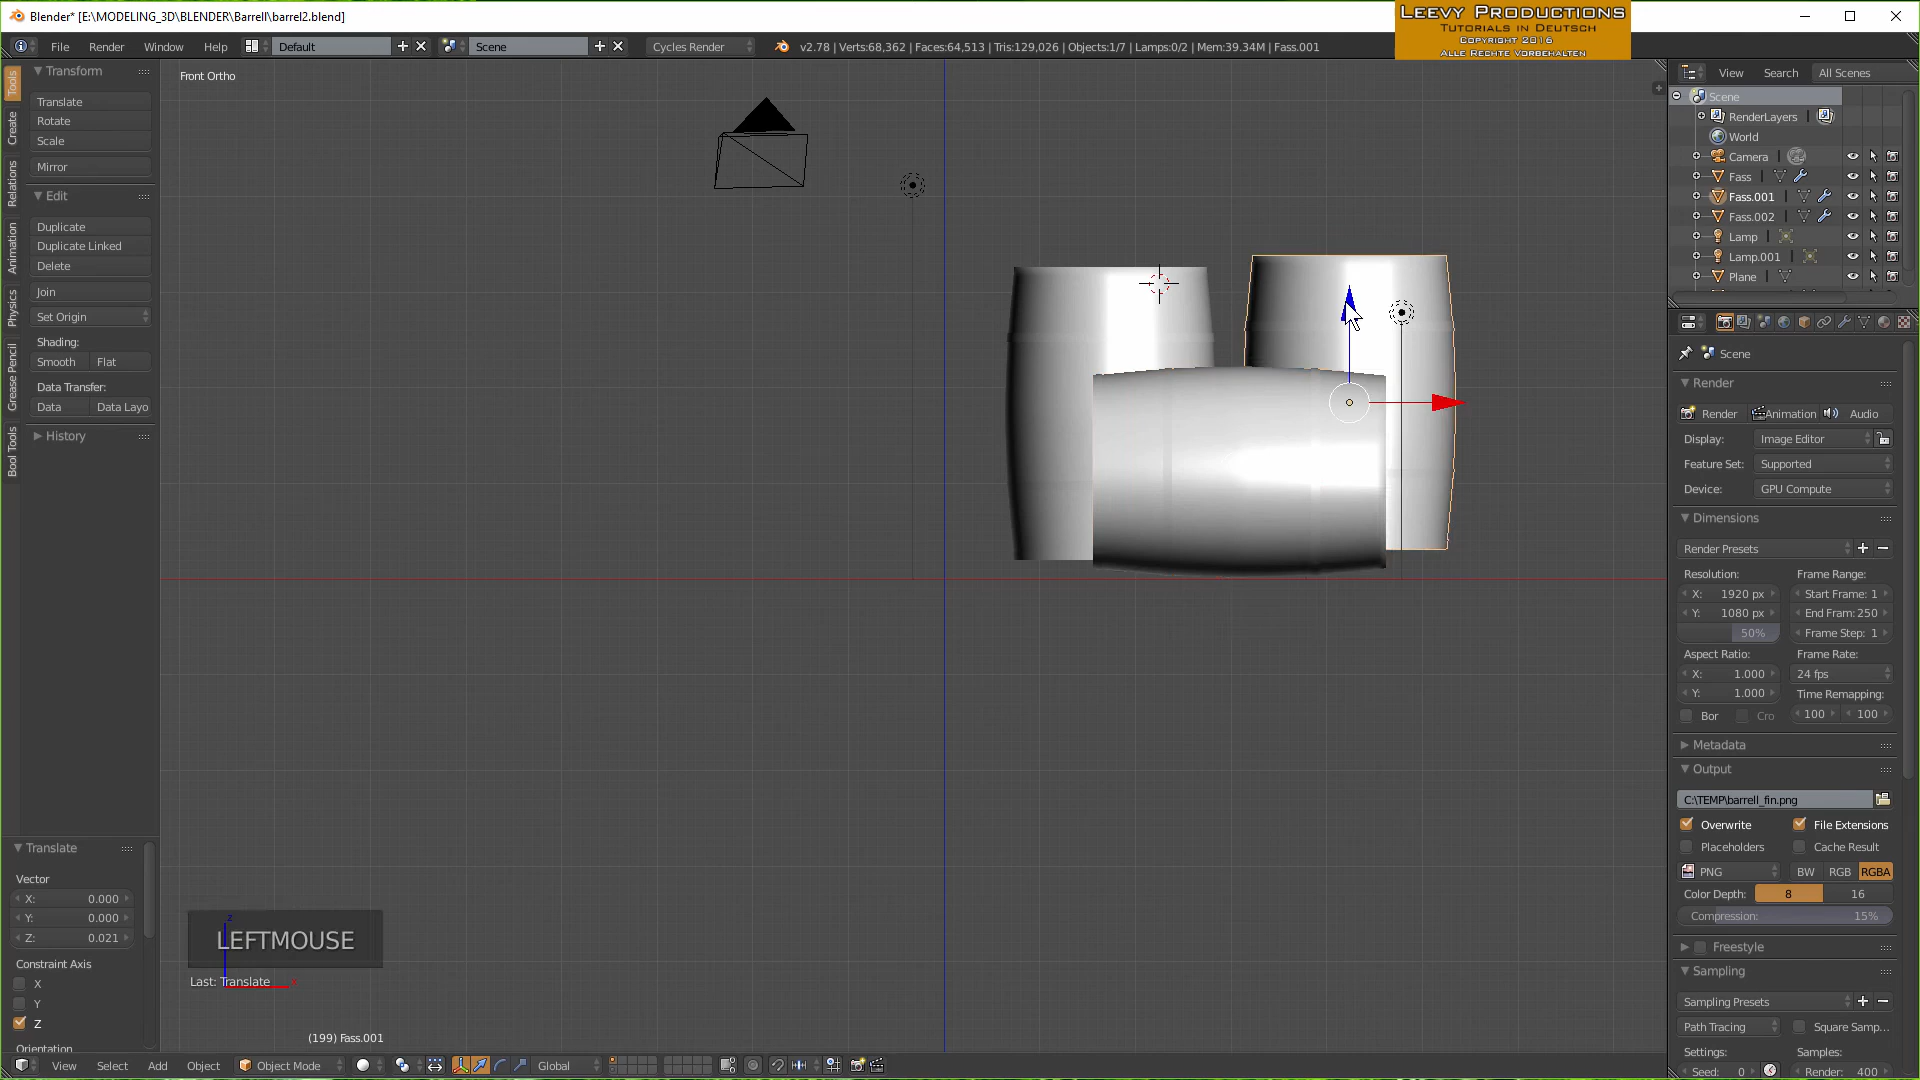 Blender* [E:\MODELING_3D\BLENDER\Barrell\barrel2.blend]
LEEVY PRODUCTIONS
TUTORIALS IN DEUTSCH
COPYRIGHT 2016
ALLE RECHTE VORBEHALTEN
File Render Window Help Default Scene Cycles Render v2.78 | Verts:68,362 | Faces:64,513 | Tris:129,026 | Objects:1/7 | Lamps:0/2 | Mem:39.34M | Fass.001
Tools
Create
Relations
Animation
Physics
Grease Pencil
Bool Tools
Transform
Translate
Rotate
Scale
Mirror
Edit
Duplicate
Duplicate Linked
Delete
Join
Set Origin
Shading:
Smooth Flat
Data Transfer:
Data Data Layo
History
Translate
Vector
X: 0.000
Y: 0.000
Z: 0.021
Constraint Axis
X
Y
Z
Orientation
Front Ortho
z
LEFTMOUSE
Last: Translate x
(199) Fass.001
View Select Add Object Object Mode Global
View Search All Scenes
Scene
RenderLayers
World
Camera
Fass
Fass.001
Fass.002
Lamp
Lamp.001
Plane
Scene
Render
Render Animation Audio
Display: Image Editor
Feature Set: Supported
Device: GPU Compute
Dimensions
Render Presets
Resolution: Frame Range:
X: 1920 px Start Frame: 1
Y: 1080 px End Fram: 250
50% Frame Step: 1
Aspect Ratio: Frame Rate:
X: 1.000 24 fps
Y: 1.000 Time Remapping:
Bor Cro 100 100
Metadata
Output
C:\TEMP\barrell_fin.png
Overwrite File Extensions
Placeholders Cache Result
PNG BW RGB RGBA
Color Depth: 8 16
Compression: 15%
Freestyle
Sampling
Sampling Presets
Path Tracing Square Samp...
Settings: Samples:
Seed: 0 Render: 400